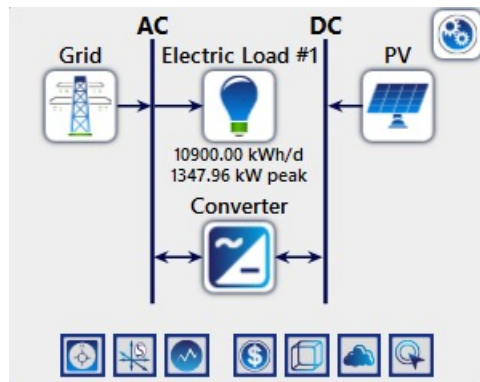 AC DC
Grid Electric Load #1 PV
10900.00 kWh/d
1347.96 kW peak
Converter